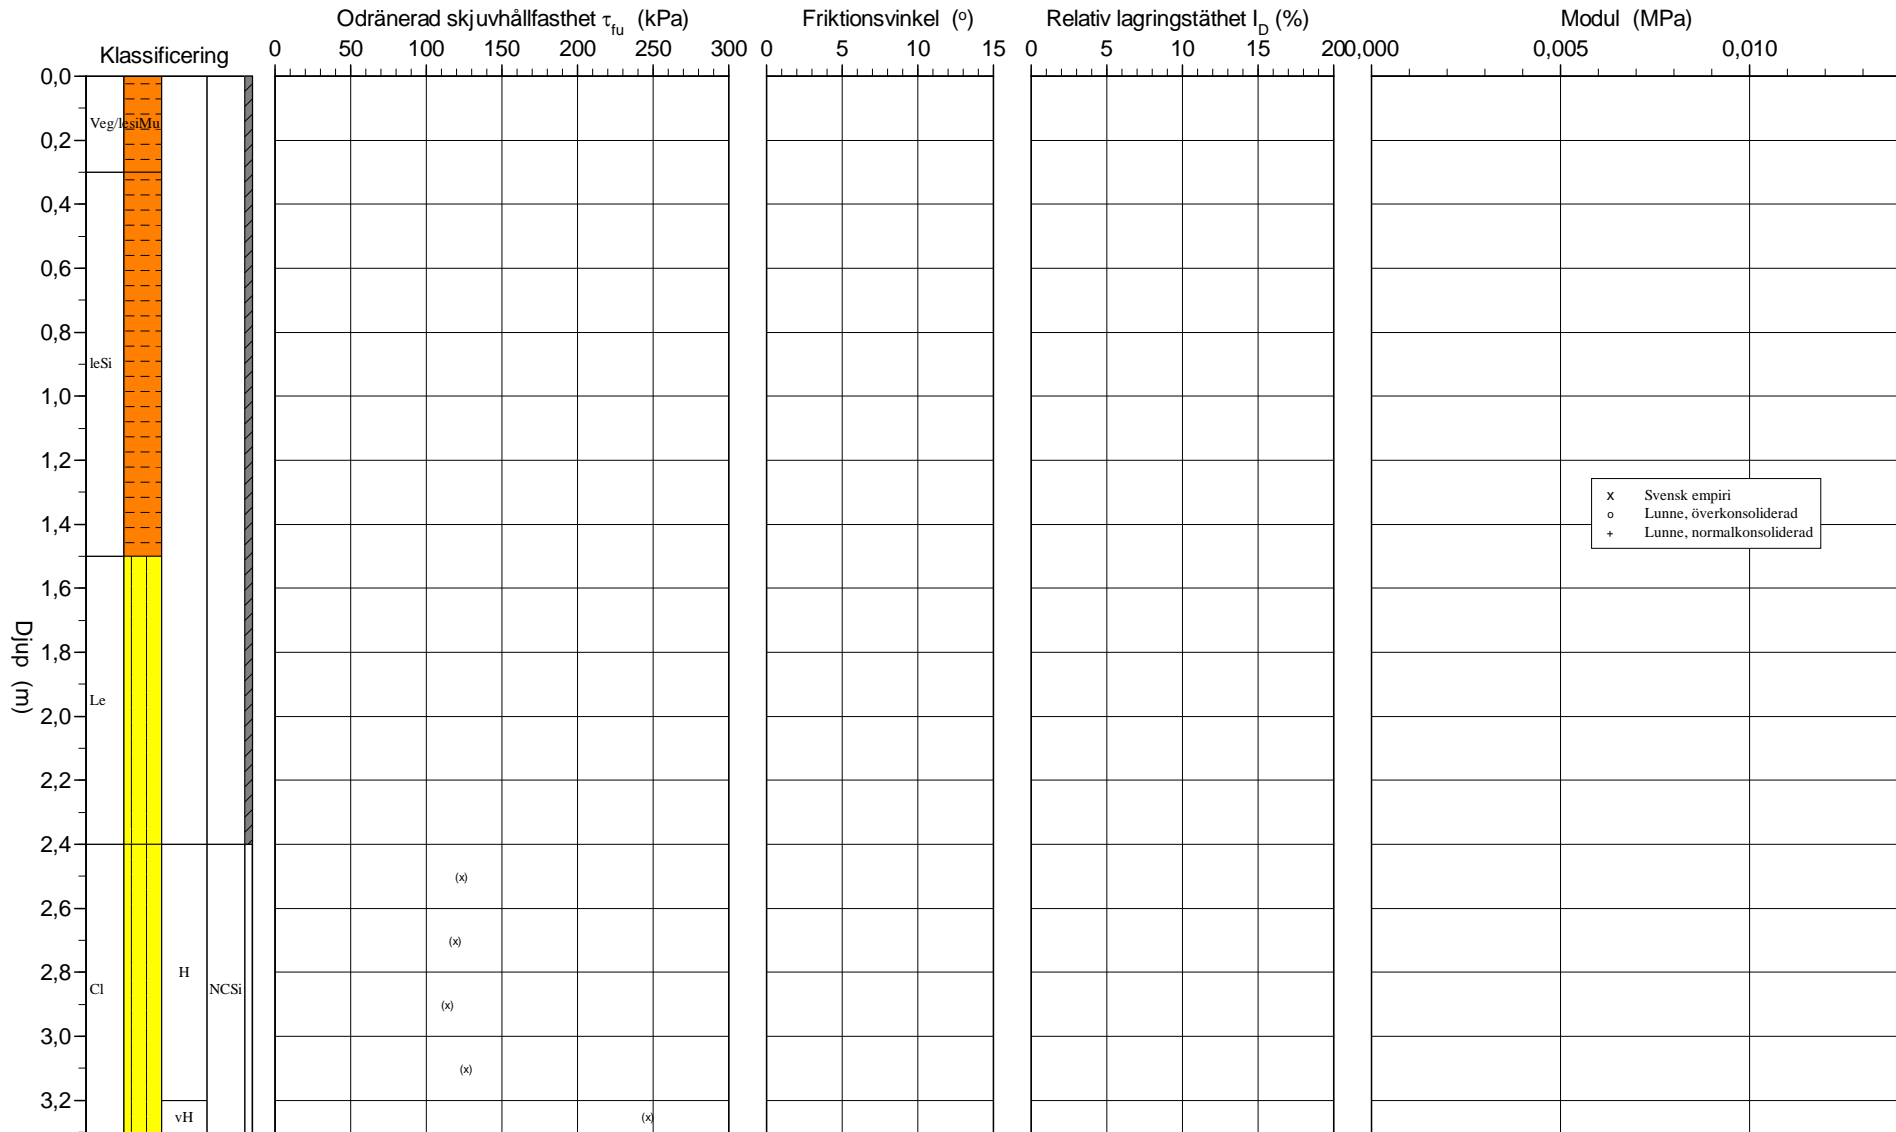 Odränerad skjuvhållfasthet τfu (kPa) Friktionsvinkel (o) Relativ lagringstäthet ID (%) Modul (MPa)
Klassificering
0 50 100 150 200 250 300 0 5 10 15 0 5 10 15 20 0,000 0,005 0,010
0,0
Veg/lesiMu
0,2
0,4
0,6
0,8
leSi
1,0
1,2
x Svensk empiri
o Lunne, överkonsoliderad
+ Lunne, normalkonsoliderad
1,4
1,6
Djup (m)
1,8
Le
2,0
2,2
2,4
(x)
2,6
(x)
2,8
H
Cl NCSi
(x)
3,0
(x)
3,2
vH (x)